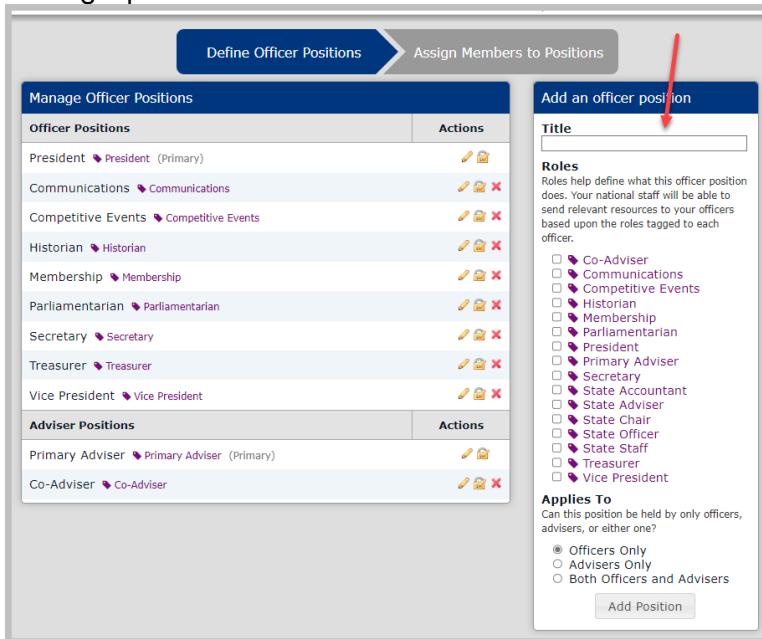 Define Officer Positions
Assign Members to Positions
Manage Officer Positions
Officer Positions Actions
President President (Primary)
Communications Communications
Competitive Events Competitive Events
Historian Historian
Membership Membership
Parliamentarian Parliamentarian
Secretary Secretary
Treasurer Treasurer
Vice President Vice President
Adviser Positions Actions
Primary Adviser Primary Adviser (Primary)
Co-Adviser Co-Adviser
Add an officer position
Title
Roles
Roles help define what this officer position
does. Your national staff will be able to
send relevant resources to your officers
based upon the roles tagged to each
officer.
Co-Adviser
Communications
Competitive Events
Historian
Membership
Parliamentarian
President
Primary Adviser
Secretary
State Accountant
State Adviser
State Chair
State Officer
State Staff
Treasurer
Vice President
Applies To
Can this position be held by only officers,
advisers, or either one?
Officers Only
Advisers Only
Both Officers and Advisers
Add Position